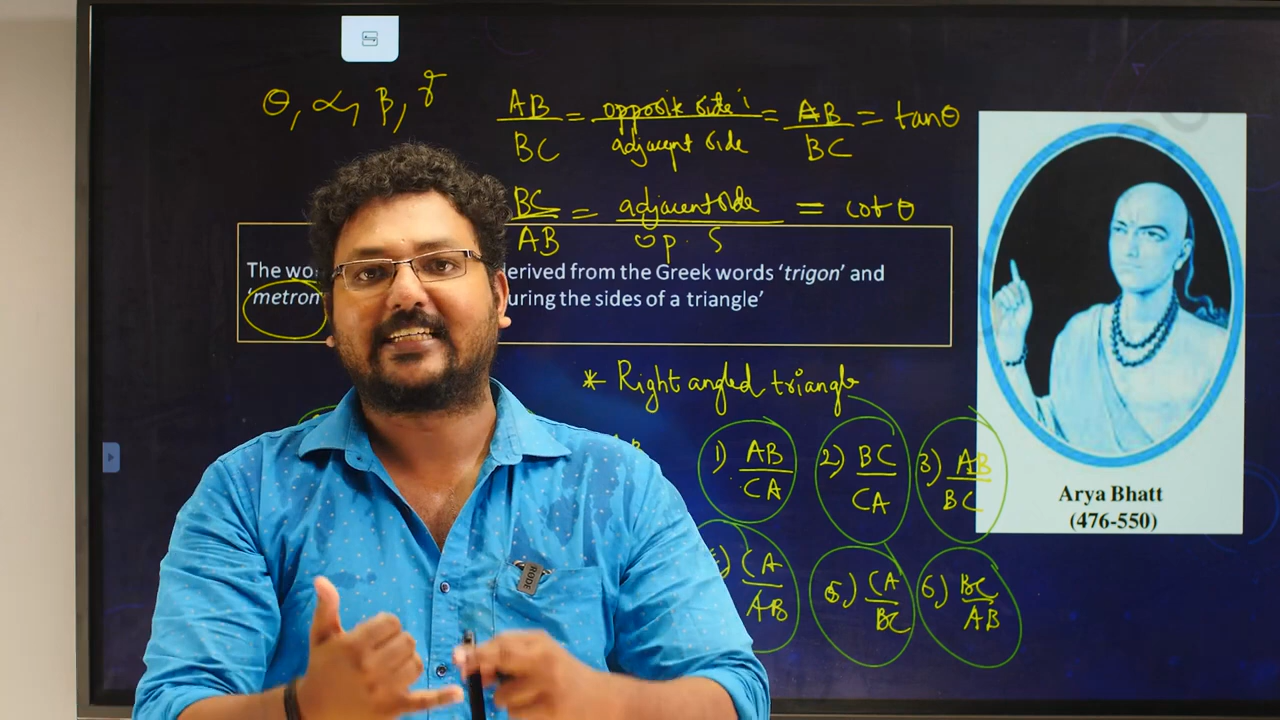 θ, α, β, γ
AB/BC = opposite side/adjacent side = AB/BC = tanθ
BC/AB = adjacent side/op. S = cot θ
The wo
derived from the Greek words ‘trigon’ and
‘metron
uring the sides of a triangle’
* Right angled triangle
1) AB/CA
2) BC/CA
3) AB/BC
) CA/AB
5) CA/BC
6) BC/AB
Arya Bhatt
(476-550)
RODE